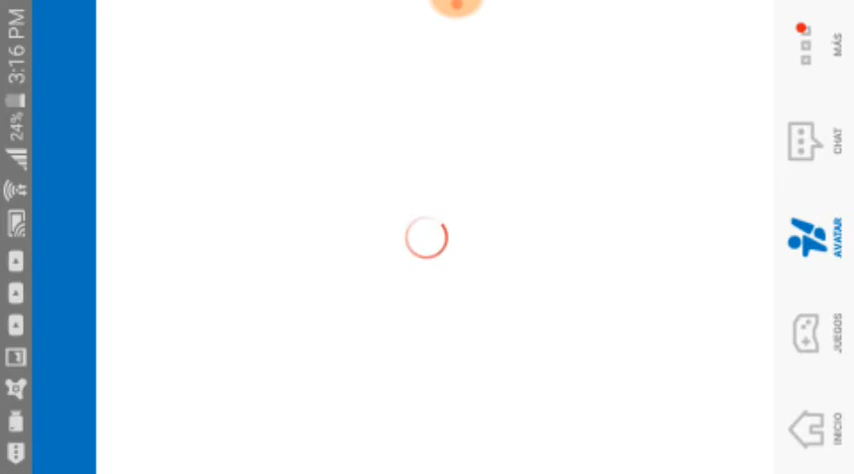 24% 3:16 PM
INICIO
JUEGOS
AVATAR
CHAT
MÁS